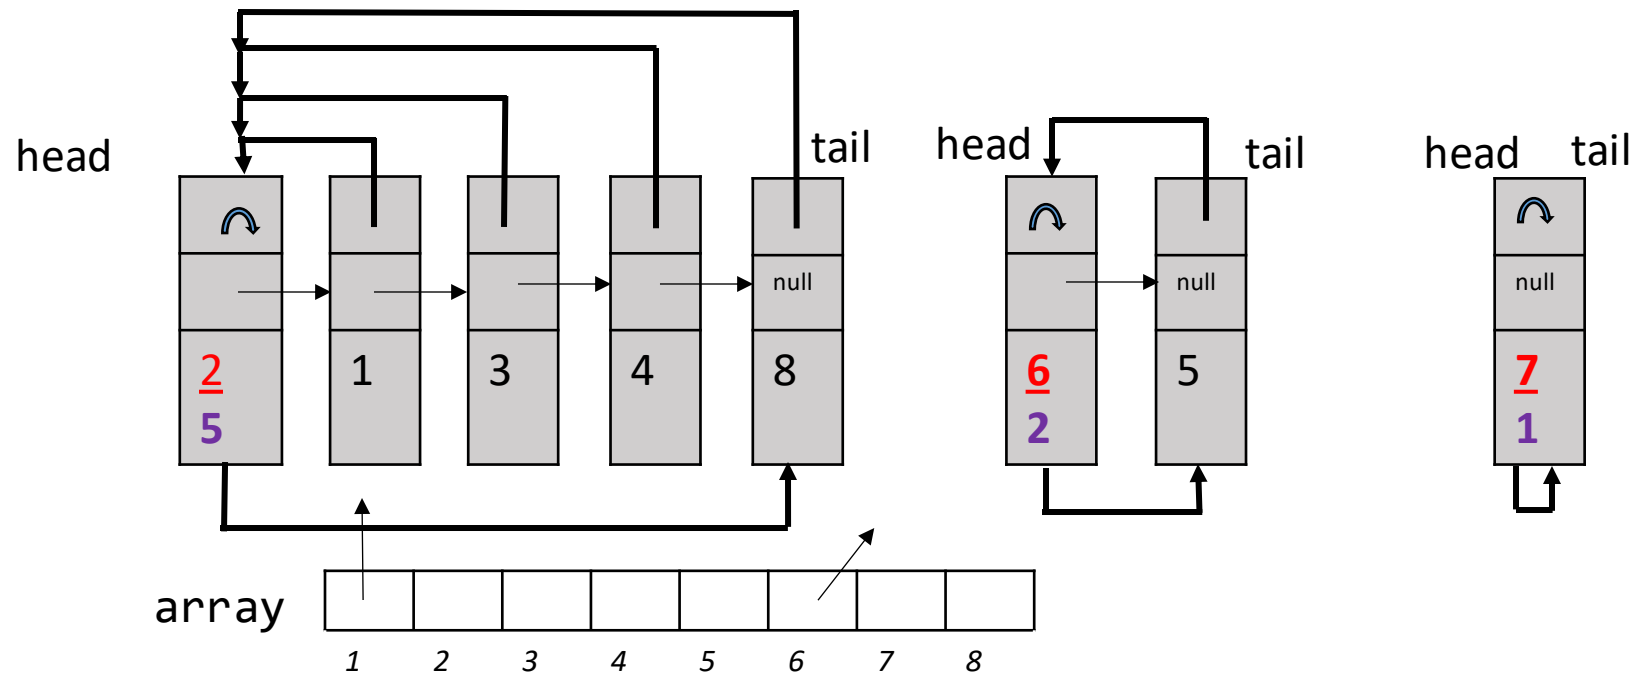 head tail head tail head tail
null null null
2 1 3 4 8 6 5 7
5 2 1
array
1 2 3 4 5 6 7 8